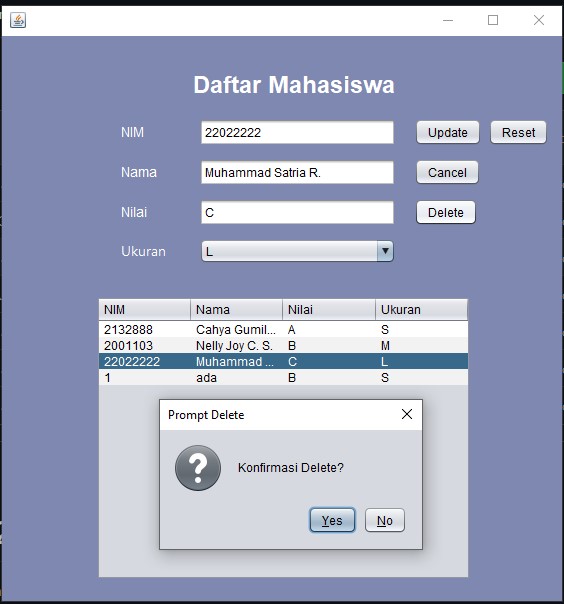 Daftar Mahasiswa
NIM 22022222 Update Reset
Nama Muhammad Satria R. Cancel
Nilai C Delete
Ukuran L
NIM Nama Nilai Ukuran
2132888 Cahya Gumil... A S
2001103 Nelly Joy C. S. B M
22022222 Muhammad ... C L
1 ada B S
Prompt Delete
Konfirmasi Delete?
Yes No